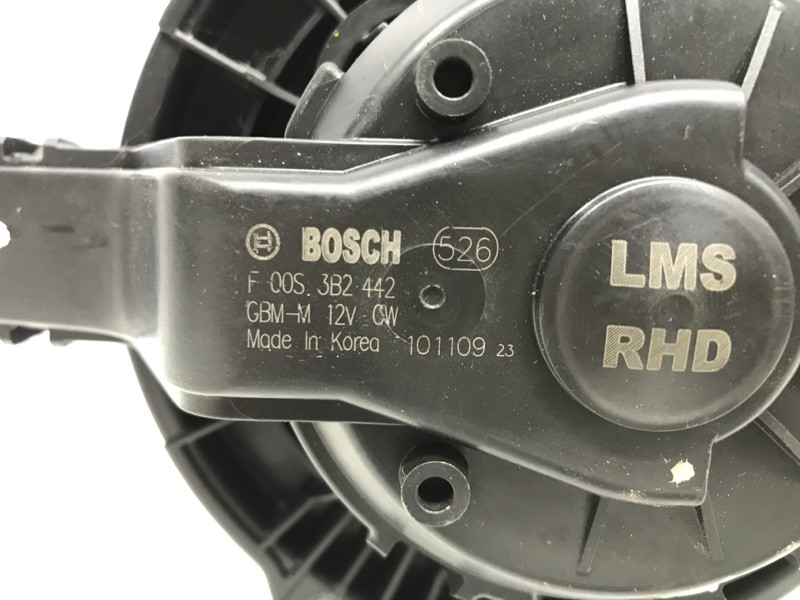 BOSCH 526
F 00S 3B2 442
GBM-M 12V CW
Made In Korea 101109 23
LMS
RHD